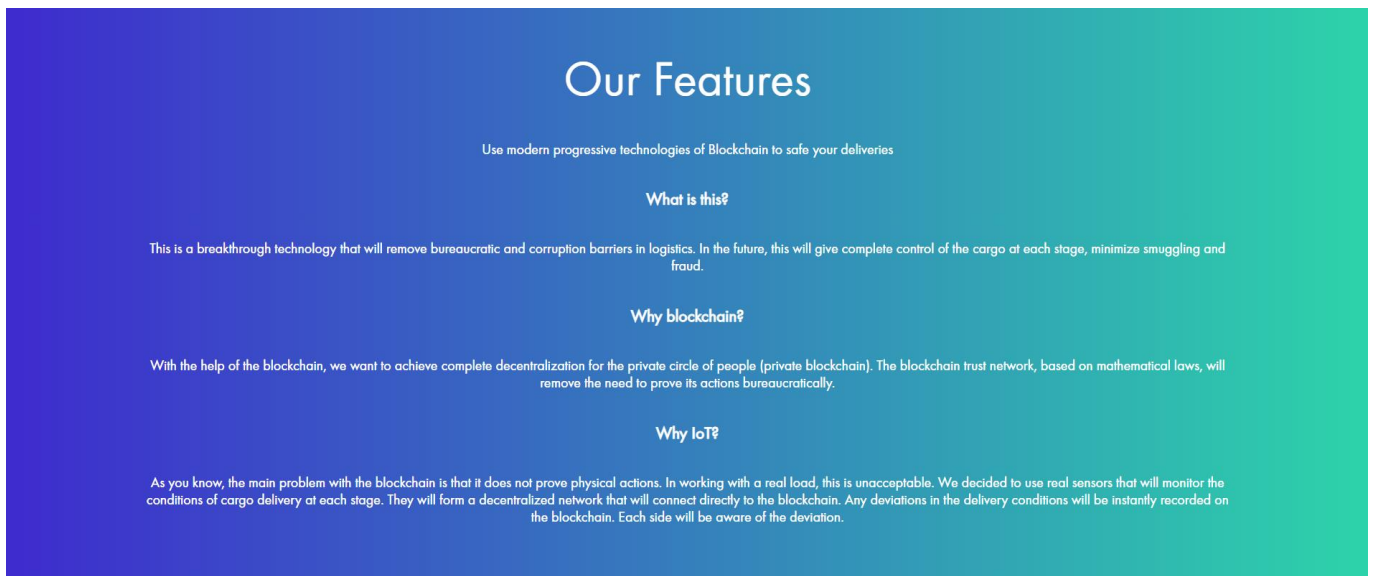 Our Features
Use modern progressive technologies of Blockchain to safe your deliveries
What is this?
This is a breakthrough technology that will remove bureaucratic and corruption barriers in logistics. In the future, this will give complete control of the cargo at each stage, minimize smuggling and
fraud.
Why blockchain?
With the help of the blockchain, we want to achieve complete decentralization for the private circle of people (private blockchain). The blockchain trust network, based on mathematical laws, will
remove the need to prove its actions bureaucratically.
Why IoT?
As you know, the main problem with the blockchain is that it does not prove physical actions. In working with a real load, this is unacceptable. We decided to use real sensors that will monitor the
conditions of cargo delivery at each stage. They will form a decentralized network that will connect directly to the blockchain. Any deviations in the delivery conditions will be instantly recorded on
the blockchain. Each side will be aware of the deviation.